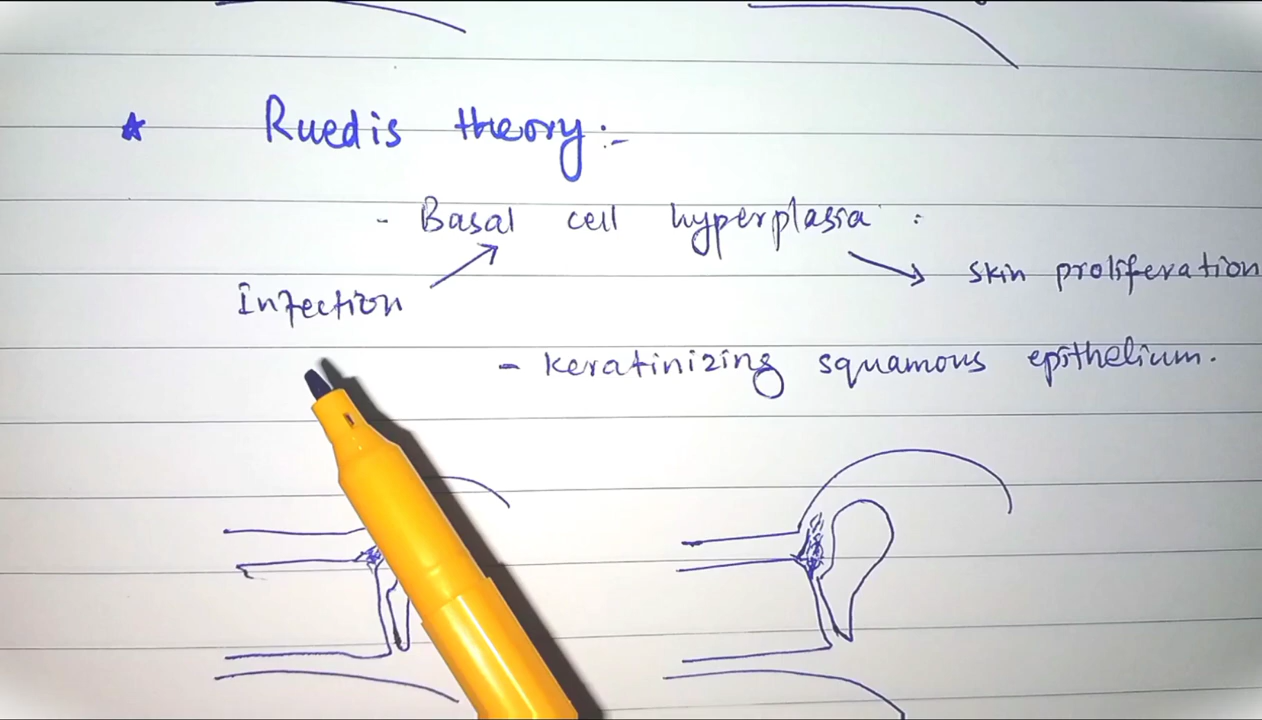 * Ruedis theory :-
- Basal cell hyperplasia :
skin proliferation
Infection
- keratinizing squamous epithelium.